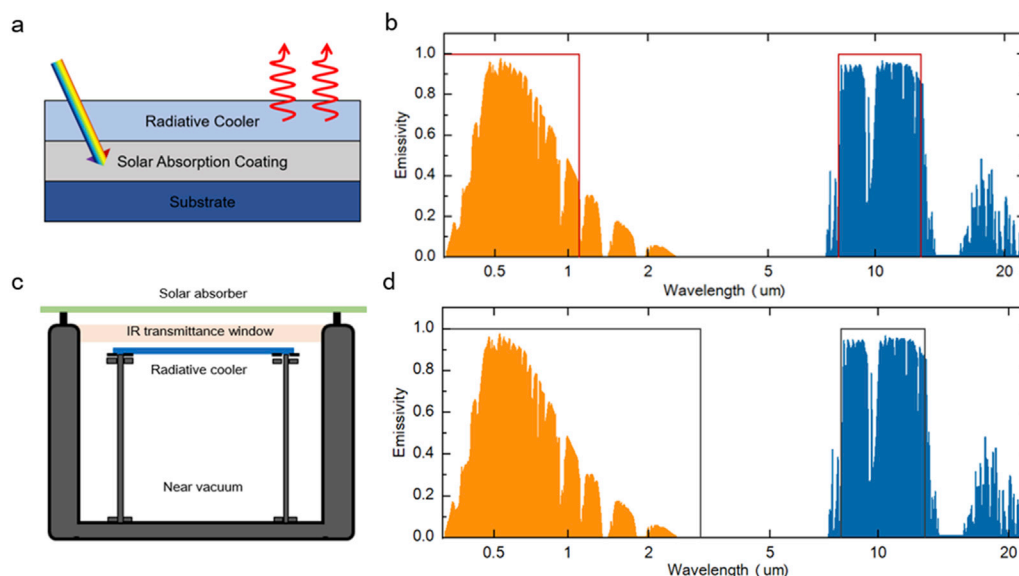 a
Radiative Cooler
Solar Absorption Coating
Substrate
b
1.0
0.8
0.6
0.4
0.2
0.0
Emissivity
0.5 1 2 5 10 20
Wavelength ( um)
c
Solar absorber
IR transmittance window
Radiative cooler
Near vacuum
d
1.0
0.8
0.6
0.4
0.2
0.0
Emissivity
0.5 1 2 5 10 20
Wavelength ( um)